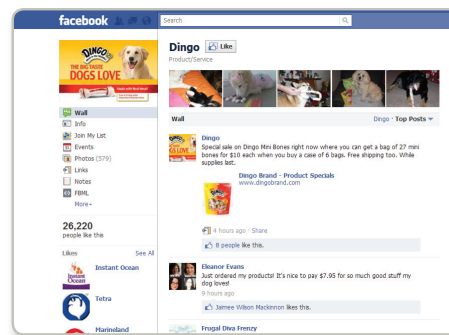 facebook
Search
DINGO
THE BIG TASTE
DOGS LOVE
Wall
Info
Join My List
Events
Photos (579)
Links
Notes
FBML
More
26,220
people like this
Likes See All
Instant Ocean
Instant Ocean
Tetra
Marineland
Dingo Like
Product/Service
Wall Dingo · Top Posts
Dingo
Special sale on Dingo Mini Bones right now where you can get a bag of 27 mini
bones for $10 each when you buy a case of 6 bags. Free shipping too. While
supplies last.
Dingo Brand - Product Specials
www.dingobrand.com
4 hours ago · Share
8 people like this.
Eleanor Evans
Just ordered my products! It's nice to pay $7.95 for so much good stuff my
dog loves!
9 hours ago
Jamee Wilson Mackinnon likes this.
Frugal Diva Frenzy